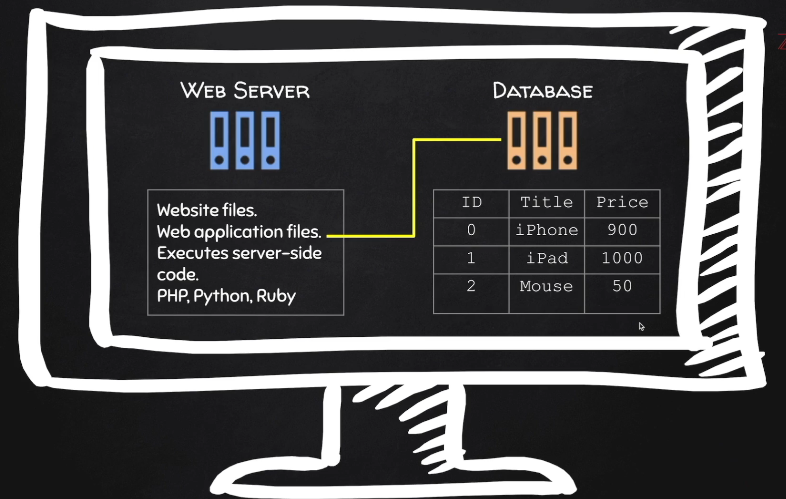 Web Server
Database
Website files.
Web application files.
Executes server-side
code.
PHP, Python, Ruby
ID Title Price
0 iPhone 900
1 iPad 1000
2 Mouse 50